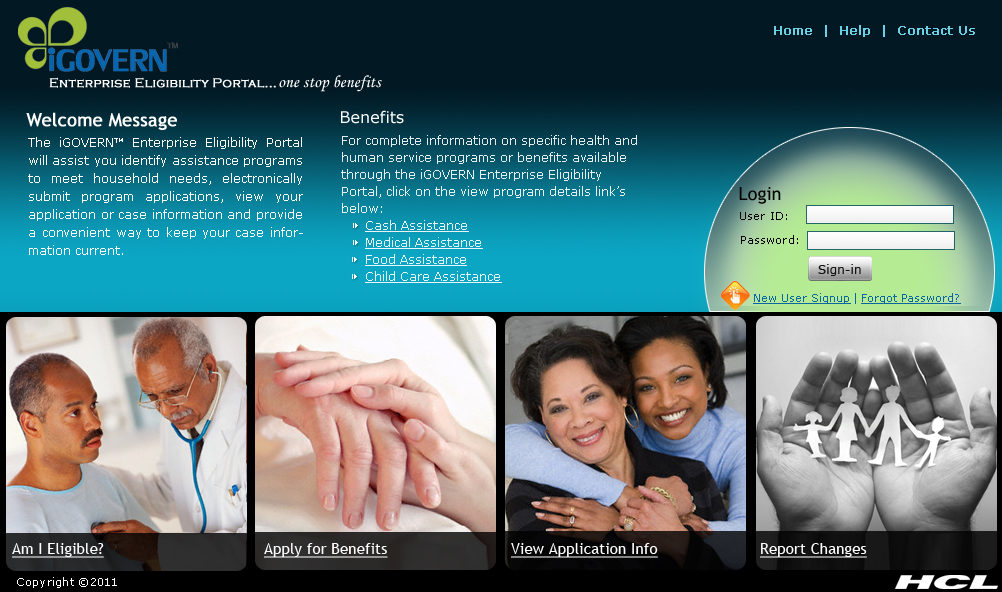 iGOVERN™
ENTERPRISE ELIGIBILITY PORTAL... one stop benefits
Home | Help | Contact Us
Welcome Message
The iGOVERN™ Enterprise Eligibility Portal
will assist you identify assistance programs
to meet household needs, electronically
submit program applications, view your
application or case information and provide
a convenient way to keep your case infor-
mation current.
Benefits
For complete information on specific health and
human service programs or benefits available
through the iGOVERN Enterprise Eligibility
Portal, click on the view program details link's
below:
Cash Assistance
Medical Assistance
Food Assistance
Child Care Assistance
Login
User ID:
Password:
Sign-in
New User Signup | Forgot Password?
Am I Eligible?
Apply for Benefits
View Application Info
Report Changes
Copyright ©2011
HCL